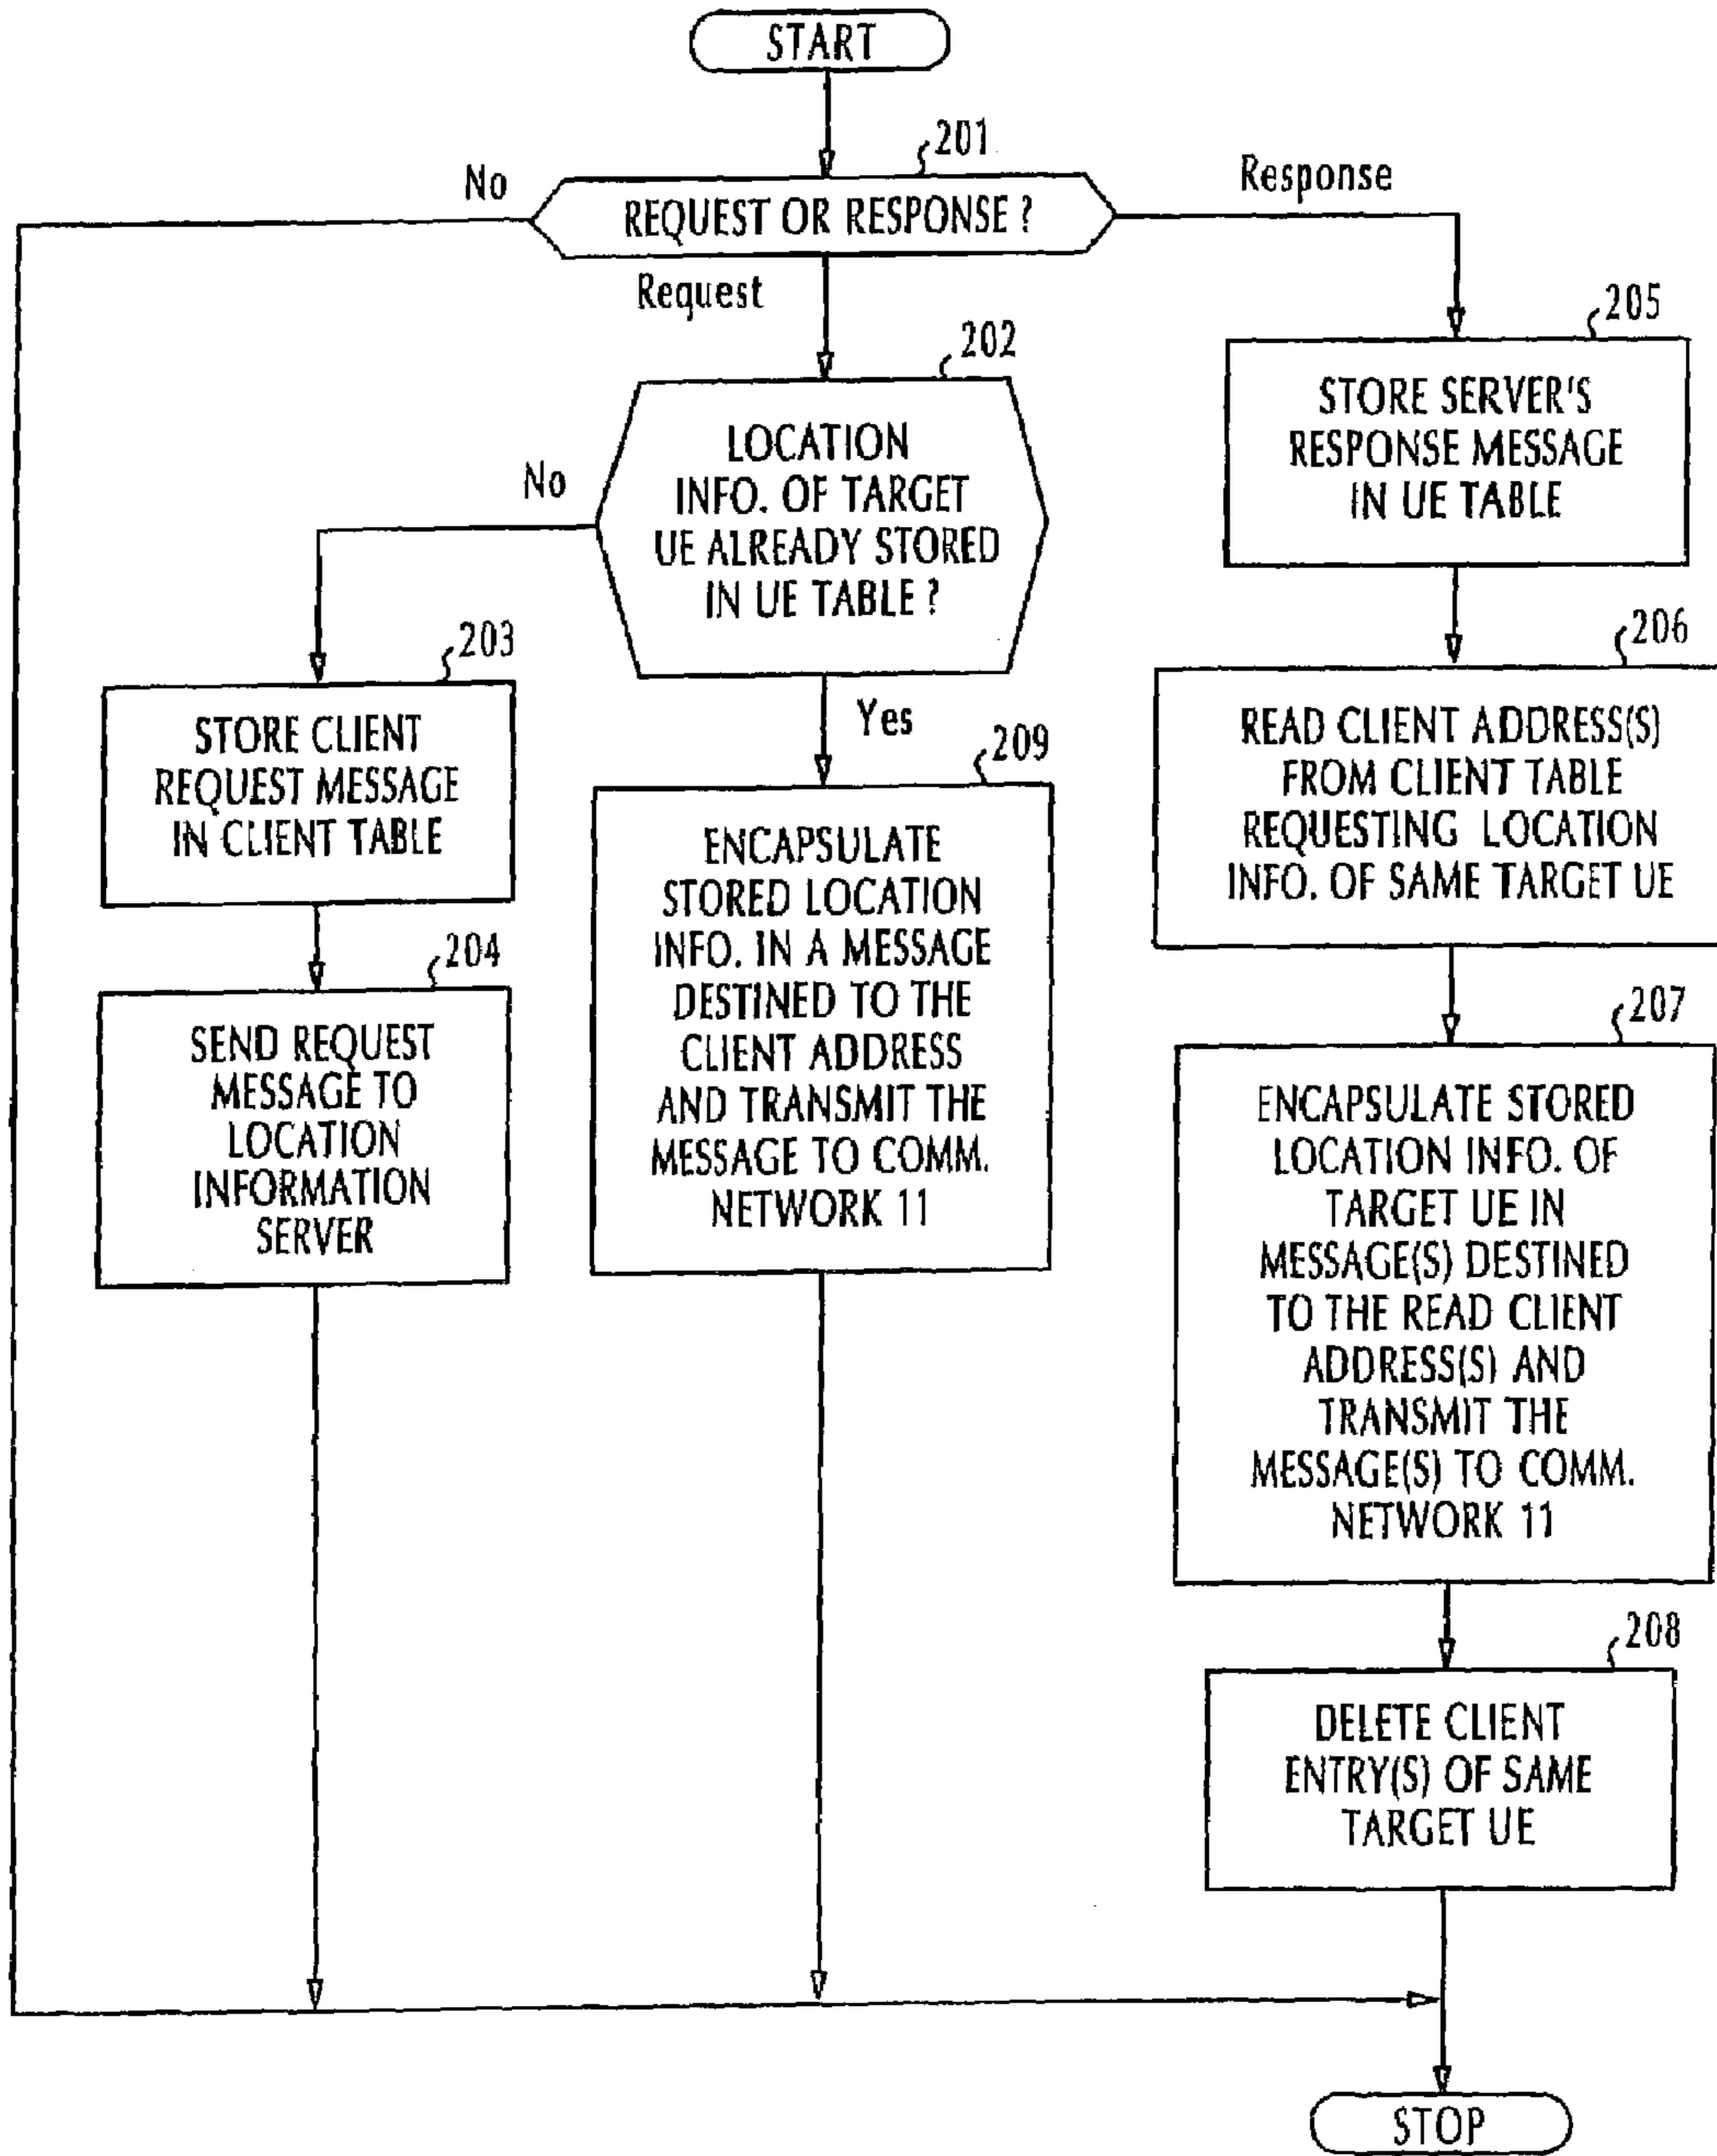 START
201
No
Response
REQUEST OR RESPONSE ?
Request
202
LOCATION
INFO. OF TARGET
UE ALREADY STORED
IN UE TABLE ?
No
Yes
203
STORE CLIENT
REQUEST MESSAGE
IN CLIENT TABLE
204
SEND REQUEST
MESSAGE TO
LOCATION
INFORMATION
SERVER
209
ENCAPSULATE
STORED LOCATION
INFO. IN A MESSAGE
DESTINED TO THE
CLIENT ADDRESS
AND TRANSMIT THE
MESSAGE TO COMM.
NETWORK 11
205
STORE SERVER'S
RESPONSE MESSAGE
IN UE TABLE
206
READ CLIENT ADDRESS(S)
FROM CLIENT TABLE
REQUESTING LOCATION
INFO. OF SAME TARGET UE
207
ENCAPSULATE STORED
LOCATION INFO. OF
TARGET UE IN
MESSAGE(S) DESTINED
TO THE READ CLIENT
ADDRESS(S) AND
TRANSMIT THE
MESSAGE(S) TO COMM.
NETWORK 11
208
DELETE CLIENT
ENTRY(S) OF SAME
TARGET UE
STOP